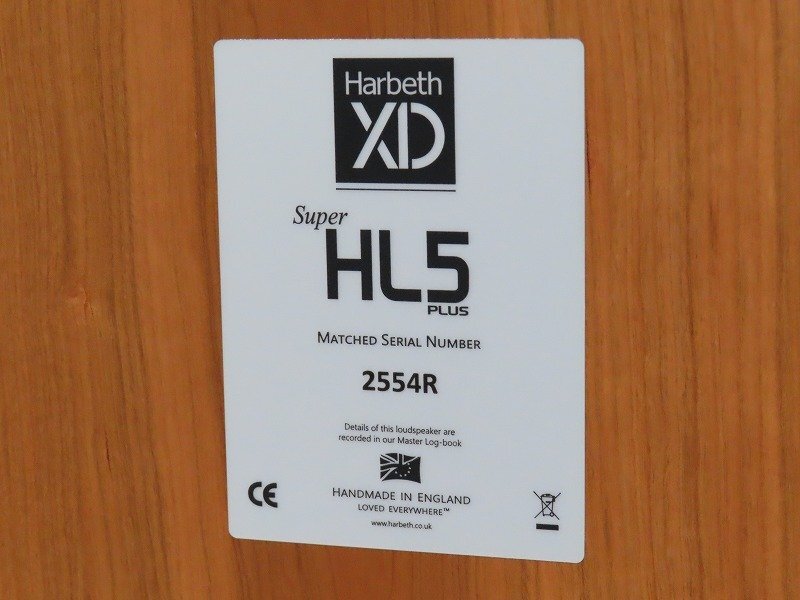 Harbeth
XD
Super
HL5
PLUS
MATCHED SERIAL NUMBER
2554R
Details of this loudspeaker are
recorded in our Master Log-book
CE
HANDMADE IN ENGLAND
LOVED EVERYWHERE™
www.harbeth.co.uk